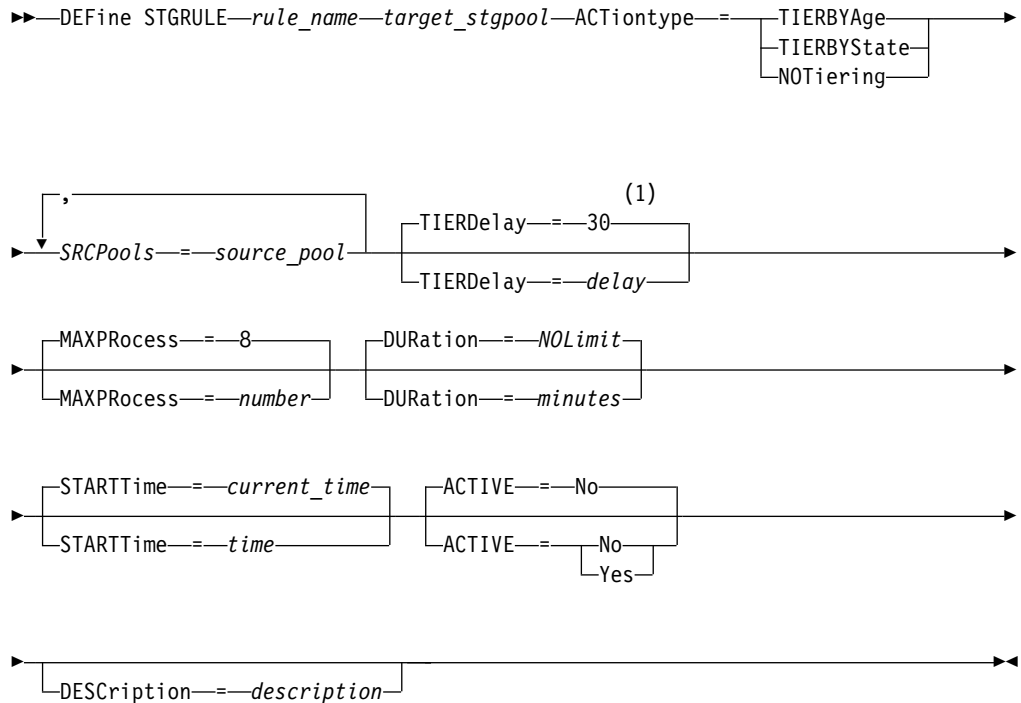 DEFine STGRULE rule_name target_stgpool ACTiontype = TIERBYAge
TIERBYState
NOTiering
,
(1)
SRCPools = source_pool TIERDelay = 30
TIERDelay = delay
MAXPRocess = 8 DURation = NOLimit
MAXPRocess = number DURation = minutes
STARTTime = current_time ACTIVE = No
STARTTime = time ACTIVE = No
Yes
DESCription = description